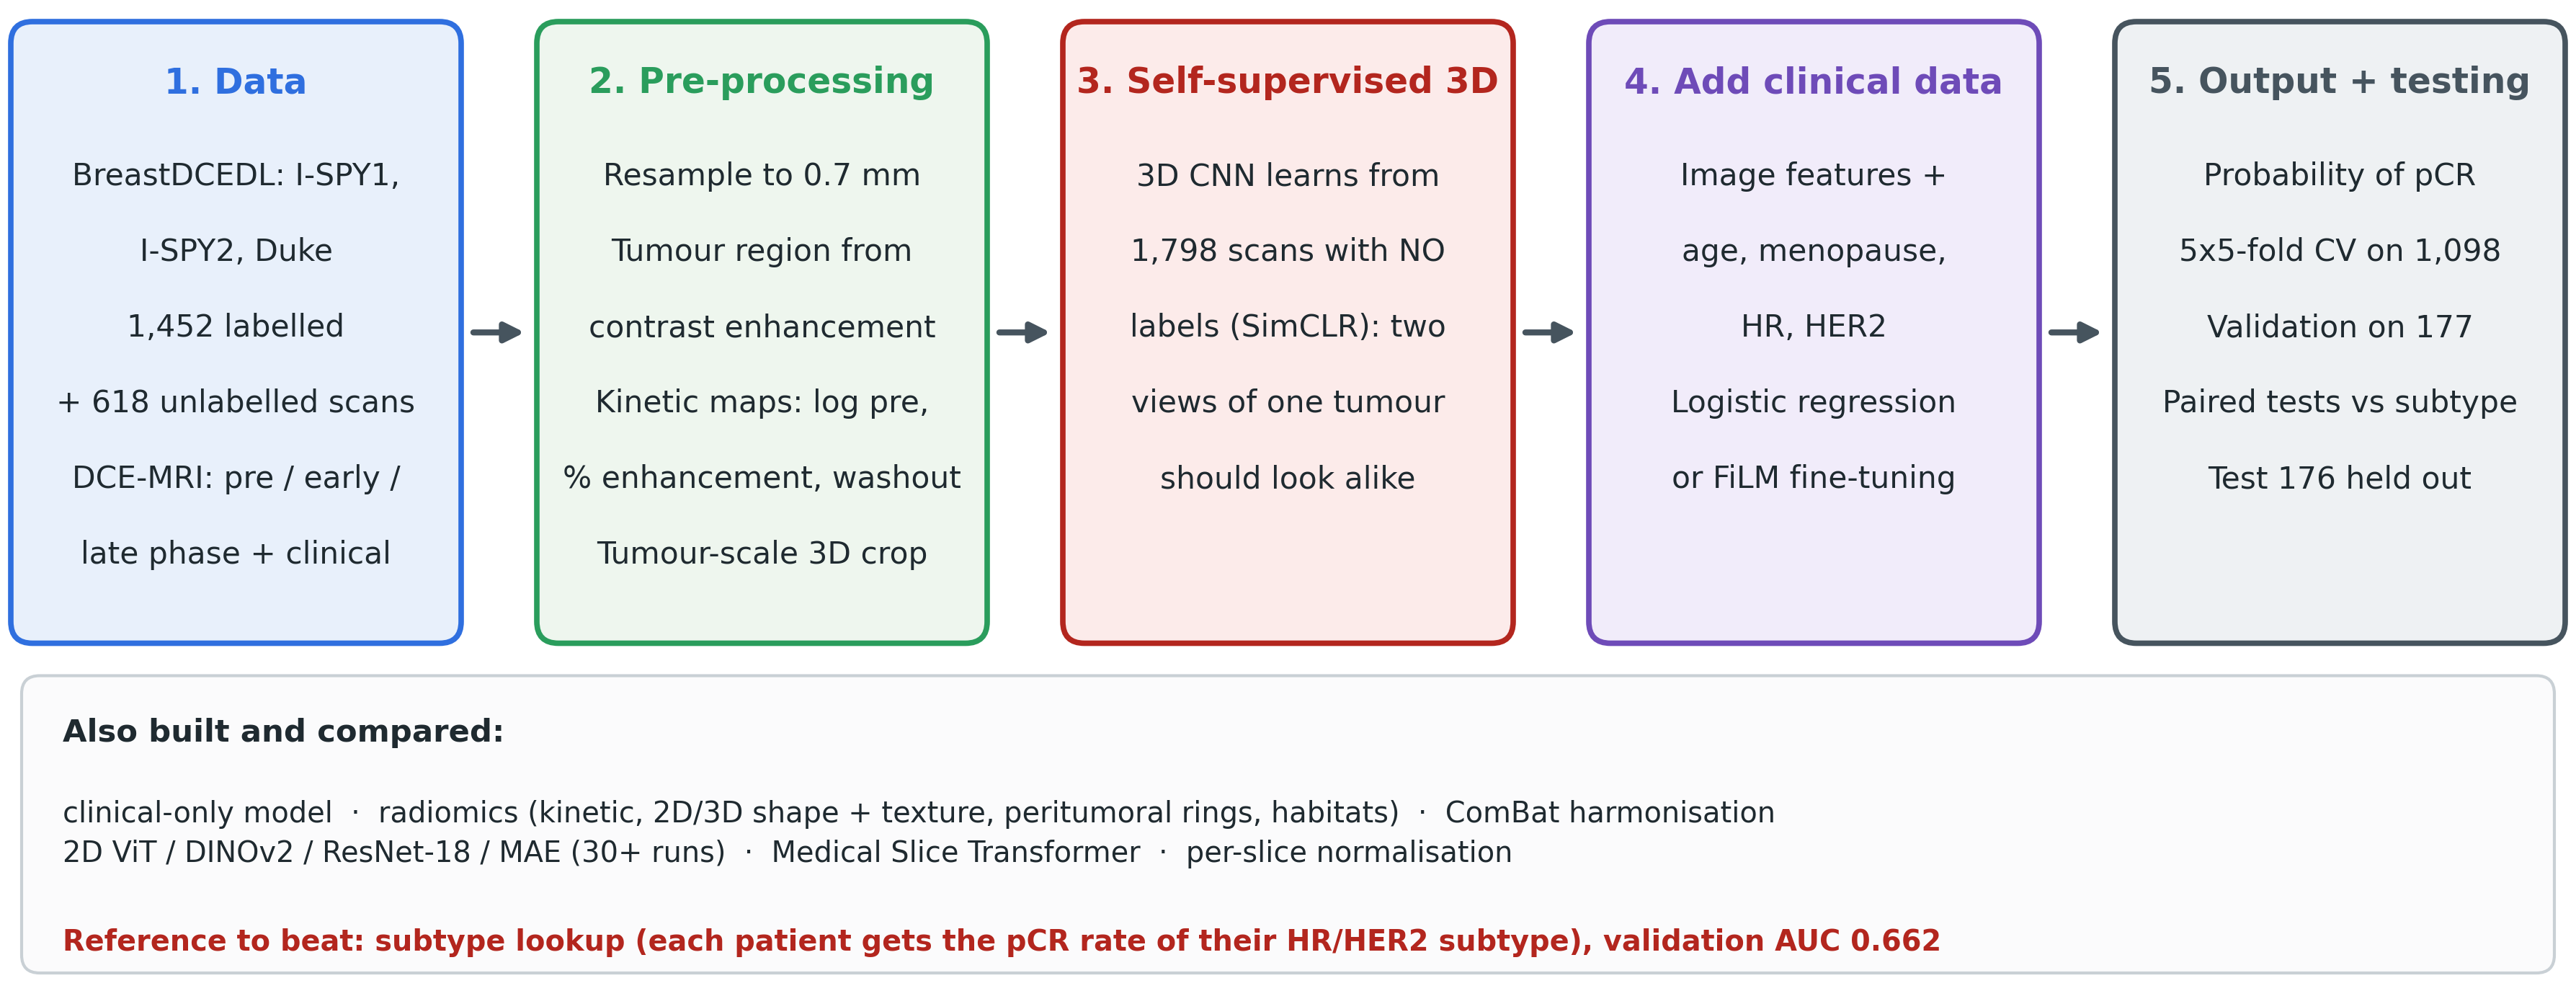 1. Data
BreastDCEDL: I-SPY1,
I-SPY2, Duke
1,452 labelled
+ 618 unlabelled scans
DCE-MRI: pre / early /
late phase + clinical
2. Pre-processing
Resample to 0.7 mm
Tumour region from
contrast enhancement
Kinetic maps: log pre,
% enhancement, washout
Tumour-scale 3D crop
3. Self-supervised 3D
3D CNN learns from
1,798 scans with NO
labels (SimCLR): two
views of one tumour
should look alike
4. Add clinical data
Image features +
age, menopause,
HR, HER2
Logistic regression
or FiLM fine-tuning
5. Output + testing
Probability of pCR
5x5-fold CV on 1,098
Validation on 177
Paired tests vs subtype
Test 176 held out
Also built and compared:
clinical-only model · radiomics (kinetic, 2D/3D shape + texture, peritumoral rings, habitats) · ComBat harmonisation
2D ViT / DINOv2 / ResNet-18 / MAE (30+ runs) · Medical Slice Transformer · per-slice normalisation
Reference to beat: subtype lookup (each patient gets the pCR rate of their HR/HER2 subtype), validation AUC 0.662